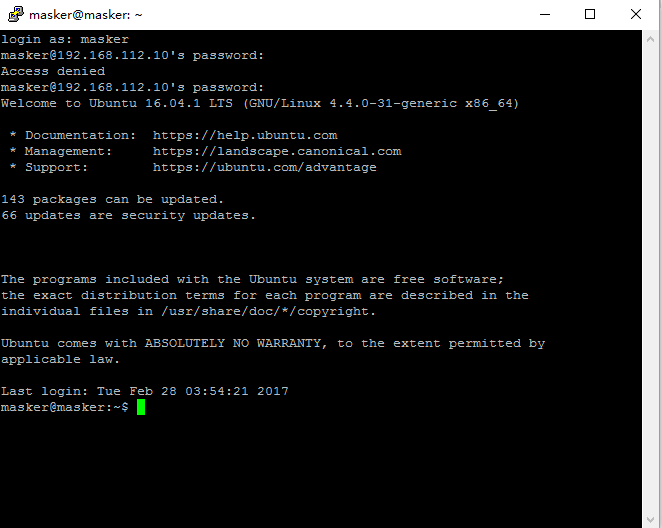 masker@masker: ~
login as: masker
masker@192.168.112.10's password:
Access denied
masker@192.168.112.10's password:
Welcome to Ubuntu 16.04.1 LTS (GNU/Linux 4.4.0-31-generic x86_64)
* Documentation:  https://help.ubuntu.com
* Management:     https://landscape.canonical.com
* Support:        https://ubuntu.com/advantage
143 packages can be updated.
66 updates are security updates.
The programs included with the Ubuntu system are free software;
the exact distribution terms for each program are described in the
individual files in /usr/share/doc/*/copyright.
Ubuntu comes with ABSOLUTELY NO WARRANTY, to the extent permitted by
applicable law.
Last login: Tue Feb 28 03:54:21 2017
masker@masker:~$